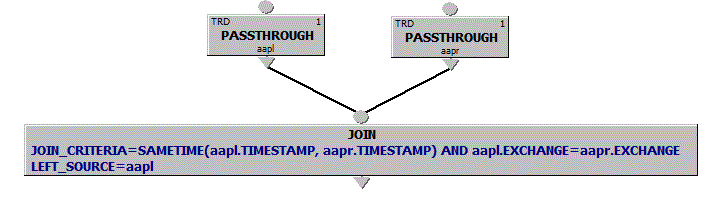 TRD 1
PASSTHROUGH
aapl
TRD 1
PASSTHROUGH
aapr
JOIN
JOIN_CRITERIA=SAMETIME(aapl.TIMESTAMP, aapr.TIMESTAMP) AND aapl.EXCHANGE=aapr.EXCHANGE
LEFT_SOURCE=aapl